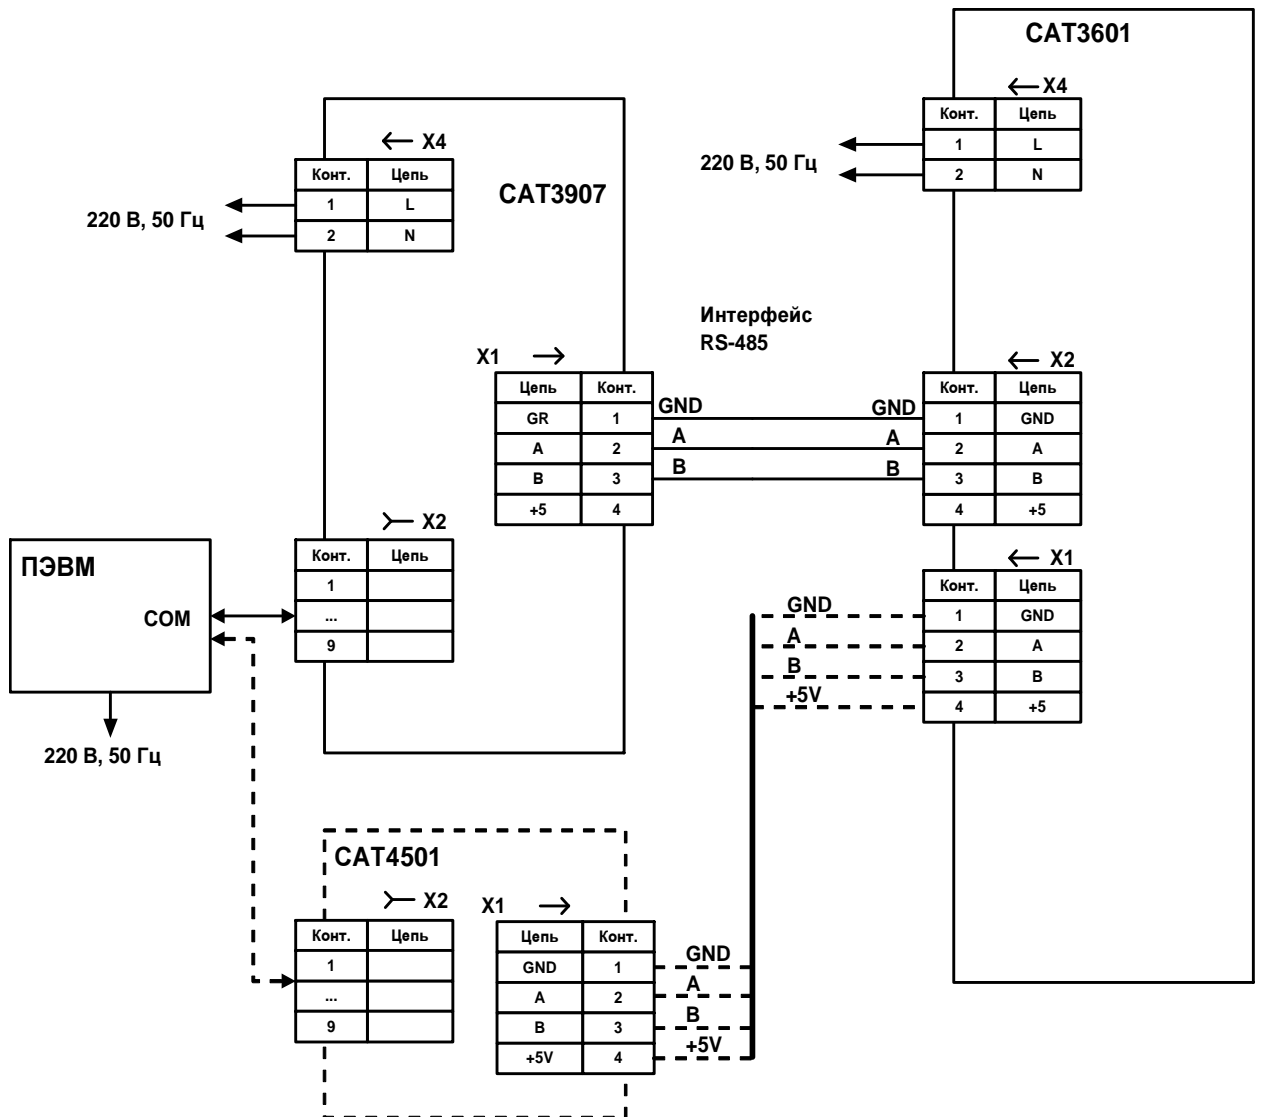 САТ3601
X4
Конт. Цепь
1 L
2 N
220 В, 50 Гц
САТ3907
X4
Конт. Цепь
1 L
2 N
220 В, 50 Гц
Интерфейс
RS-485
X1
Цепь Конт.
GR 1
A 2
B 3
+5 4
GND GND
A A
B B
X2
Конт. Цепь
1 GND
2 A
3 B
4 +5
X2
Конт. Цепь
1
...
9
ПЭВМ
COM
220 В, 50 Гц
X1
Конт. Цепь
1 GND
2 A
3 B
4 +5
GND
A
B
+5V
САТ4501
X2
Конт. Цепь
1
...
9
X1
Цепь Конт.
GND 1
A 2
B 3
+5V 4
GND
A
B
+5V